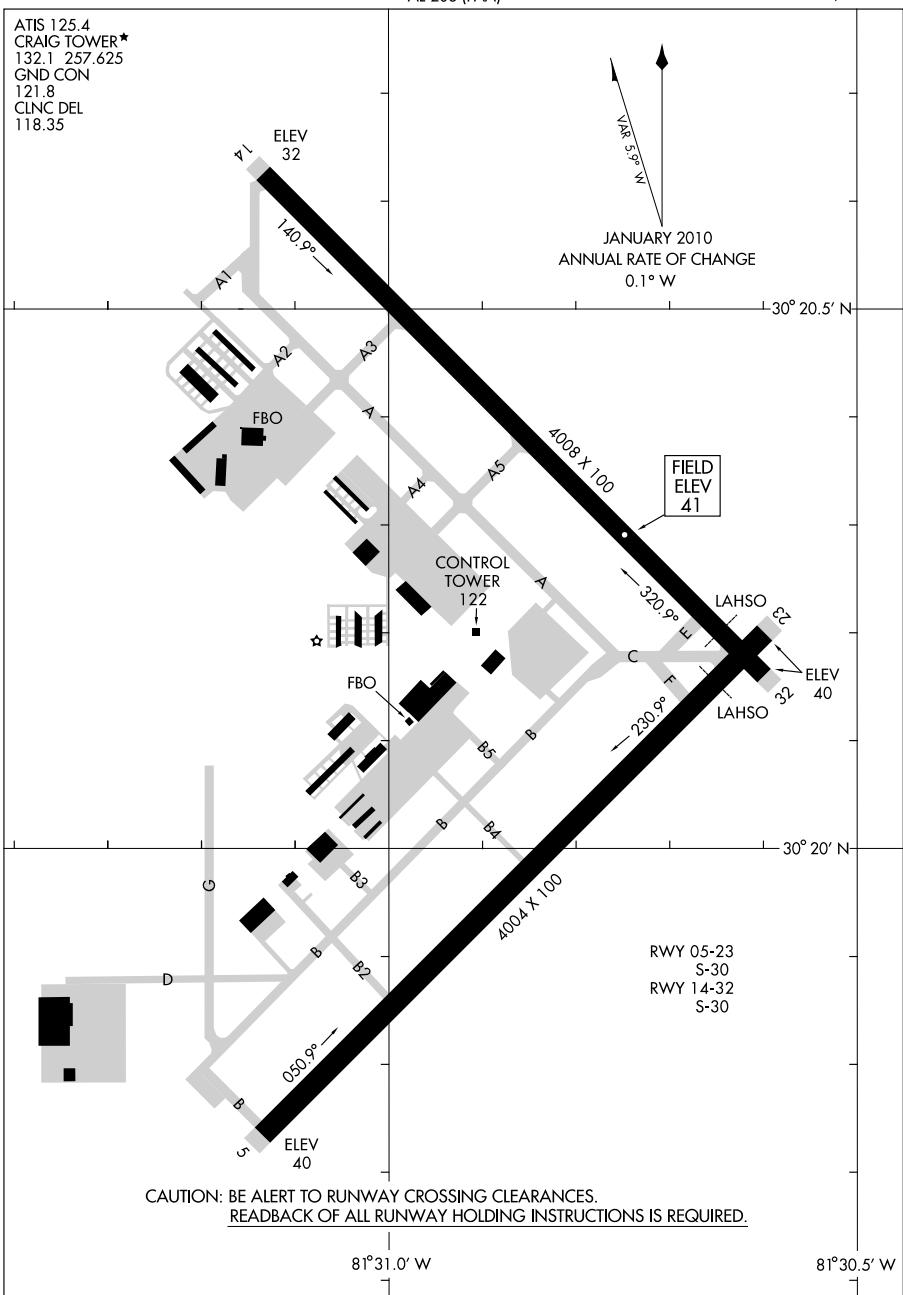 AL-283 (FAA)
ATIS 125.4
CRAIG TOWER★
132.1 257.625
GND CON
121.8
CLNC DEL
118.35
VAR 5.9° W
JANUARY 2010
ANNUAL RATE OF CHANGE
0.1° W
14
ELEV
32
140.9°
30° 20.5' N
A1
A2
A3
A
FBO
4008 X 100
A4
A5
FIELD
ELEV
41
CONTROL
TOWER
122
A
320.9°
LAHSO
E
23
C
F
ELEV
40
32
LAHSO
FBO
230.9°
B
B5
B
B4
30° 20' N
G
B3
4004 X 100
B
B2
D
RWY 05-23
S-30
RWY 14-32
S-30
050.9°
B
5
ELEV
40
CAUTION: BE ALERT TO RUNWAY CROSSING CLEARANCES.
READBACK OF ALL RUNWAY HOLDING INSTRUCTIONS IS REQUIRED.
81°31.0' W
81°30.5' W